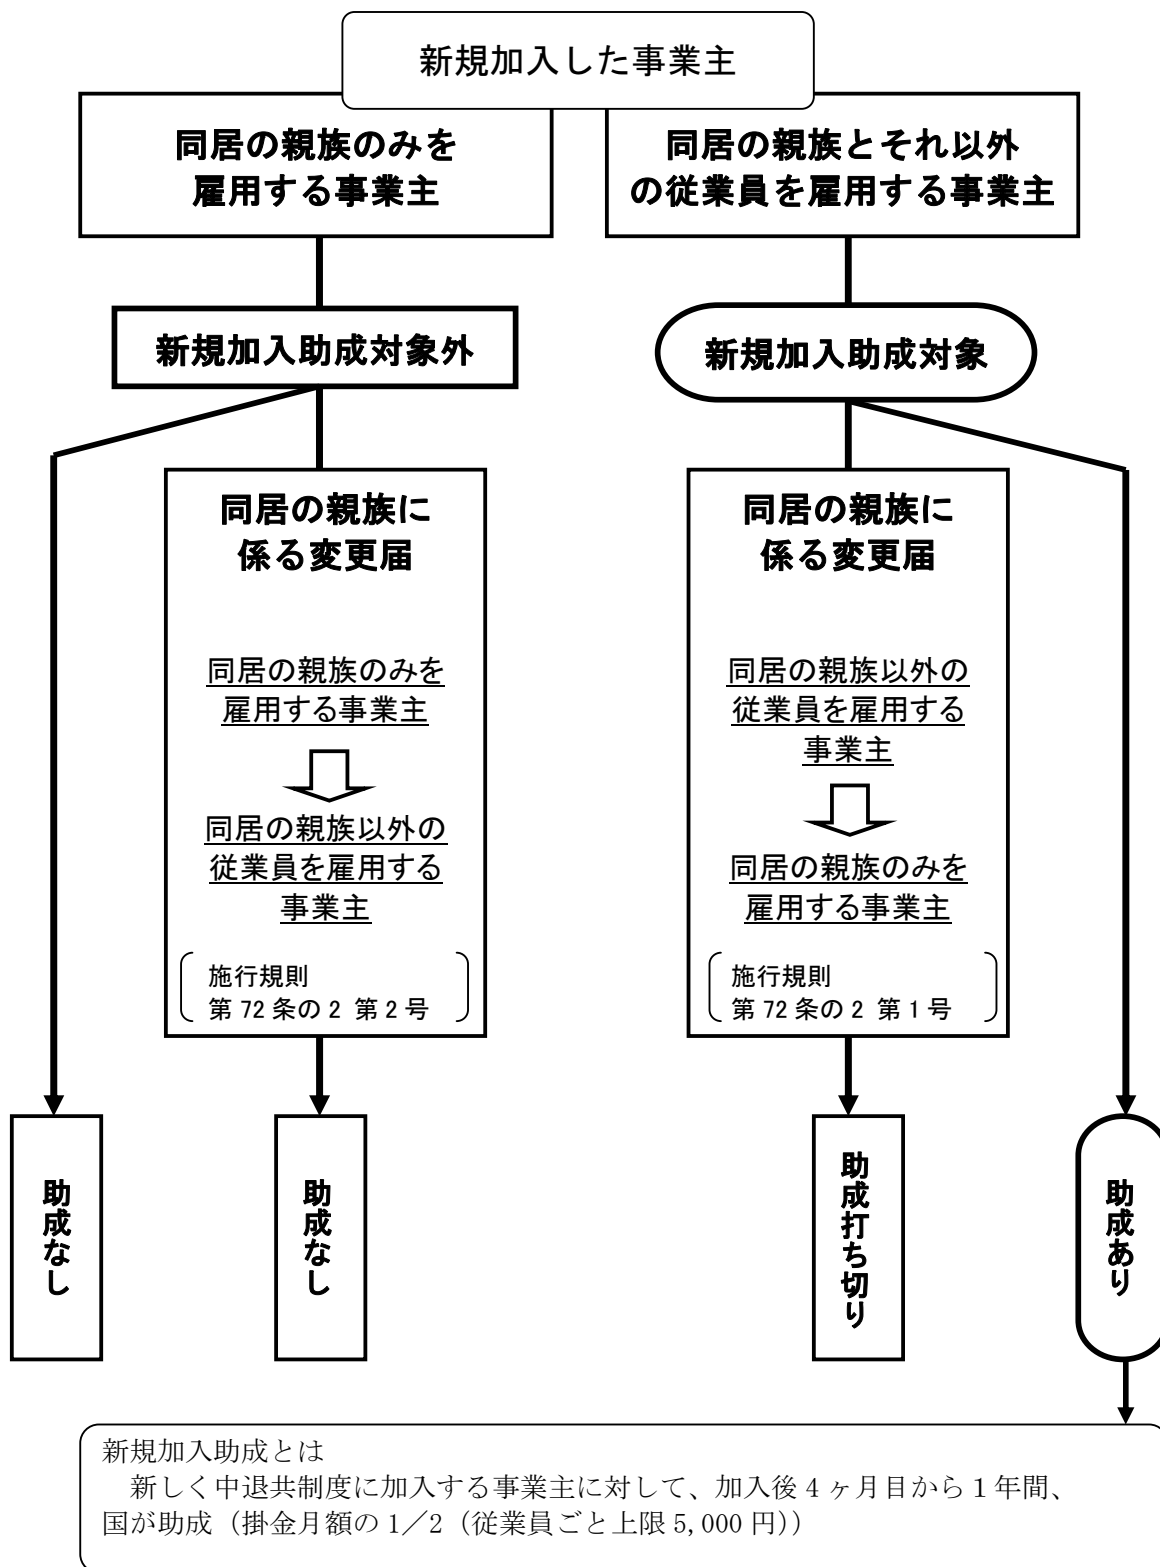 新規加入した事業主
同居の親族のみを
雇用する事業主
同居の親族とそれ以外
の従業員を雇用する事業主
新規加入助成対象外
新規加入助成対象
同居の親族に
係る変更届
同居の親族のみを
雇用する事業主
同居の親族以外の
従業員を雇用する
事業主
施行規則
第 72 条の 2 第 2 号
同居の親族に
係る変更届
同居の親族以外の
従業員を雇用する
事業主
同居の親族のみを
雇用する事業主
施行規則
第 72 条の 2 第 1 号
助成なし
助成なし
助成打ち切り
助成あり
新規加入助成とは
新しく中退共制度に加入する事業主に対して、加入後 4 ヶ月目から 1 年間、
国が助成（掛金月額の 1／2（従業員ごと上限 5,000 円））